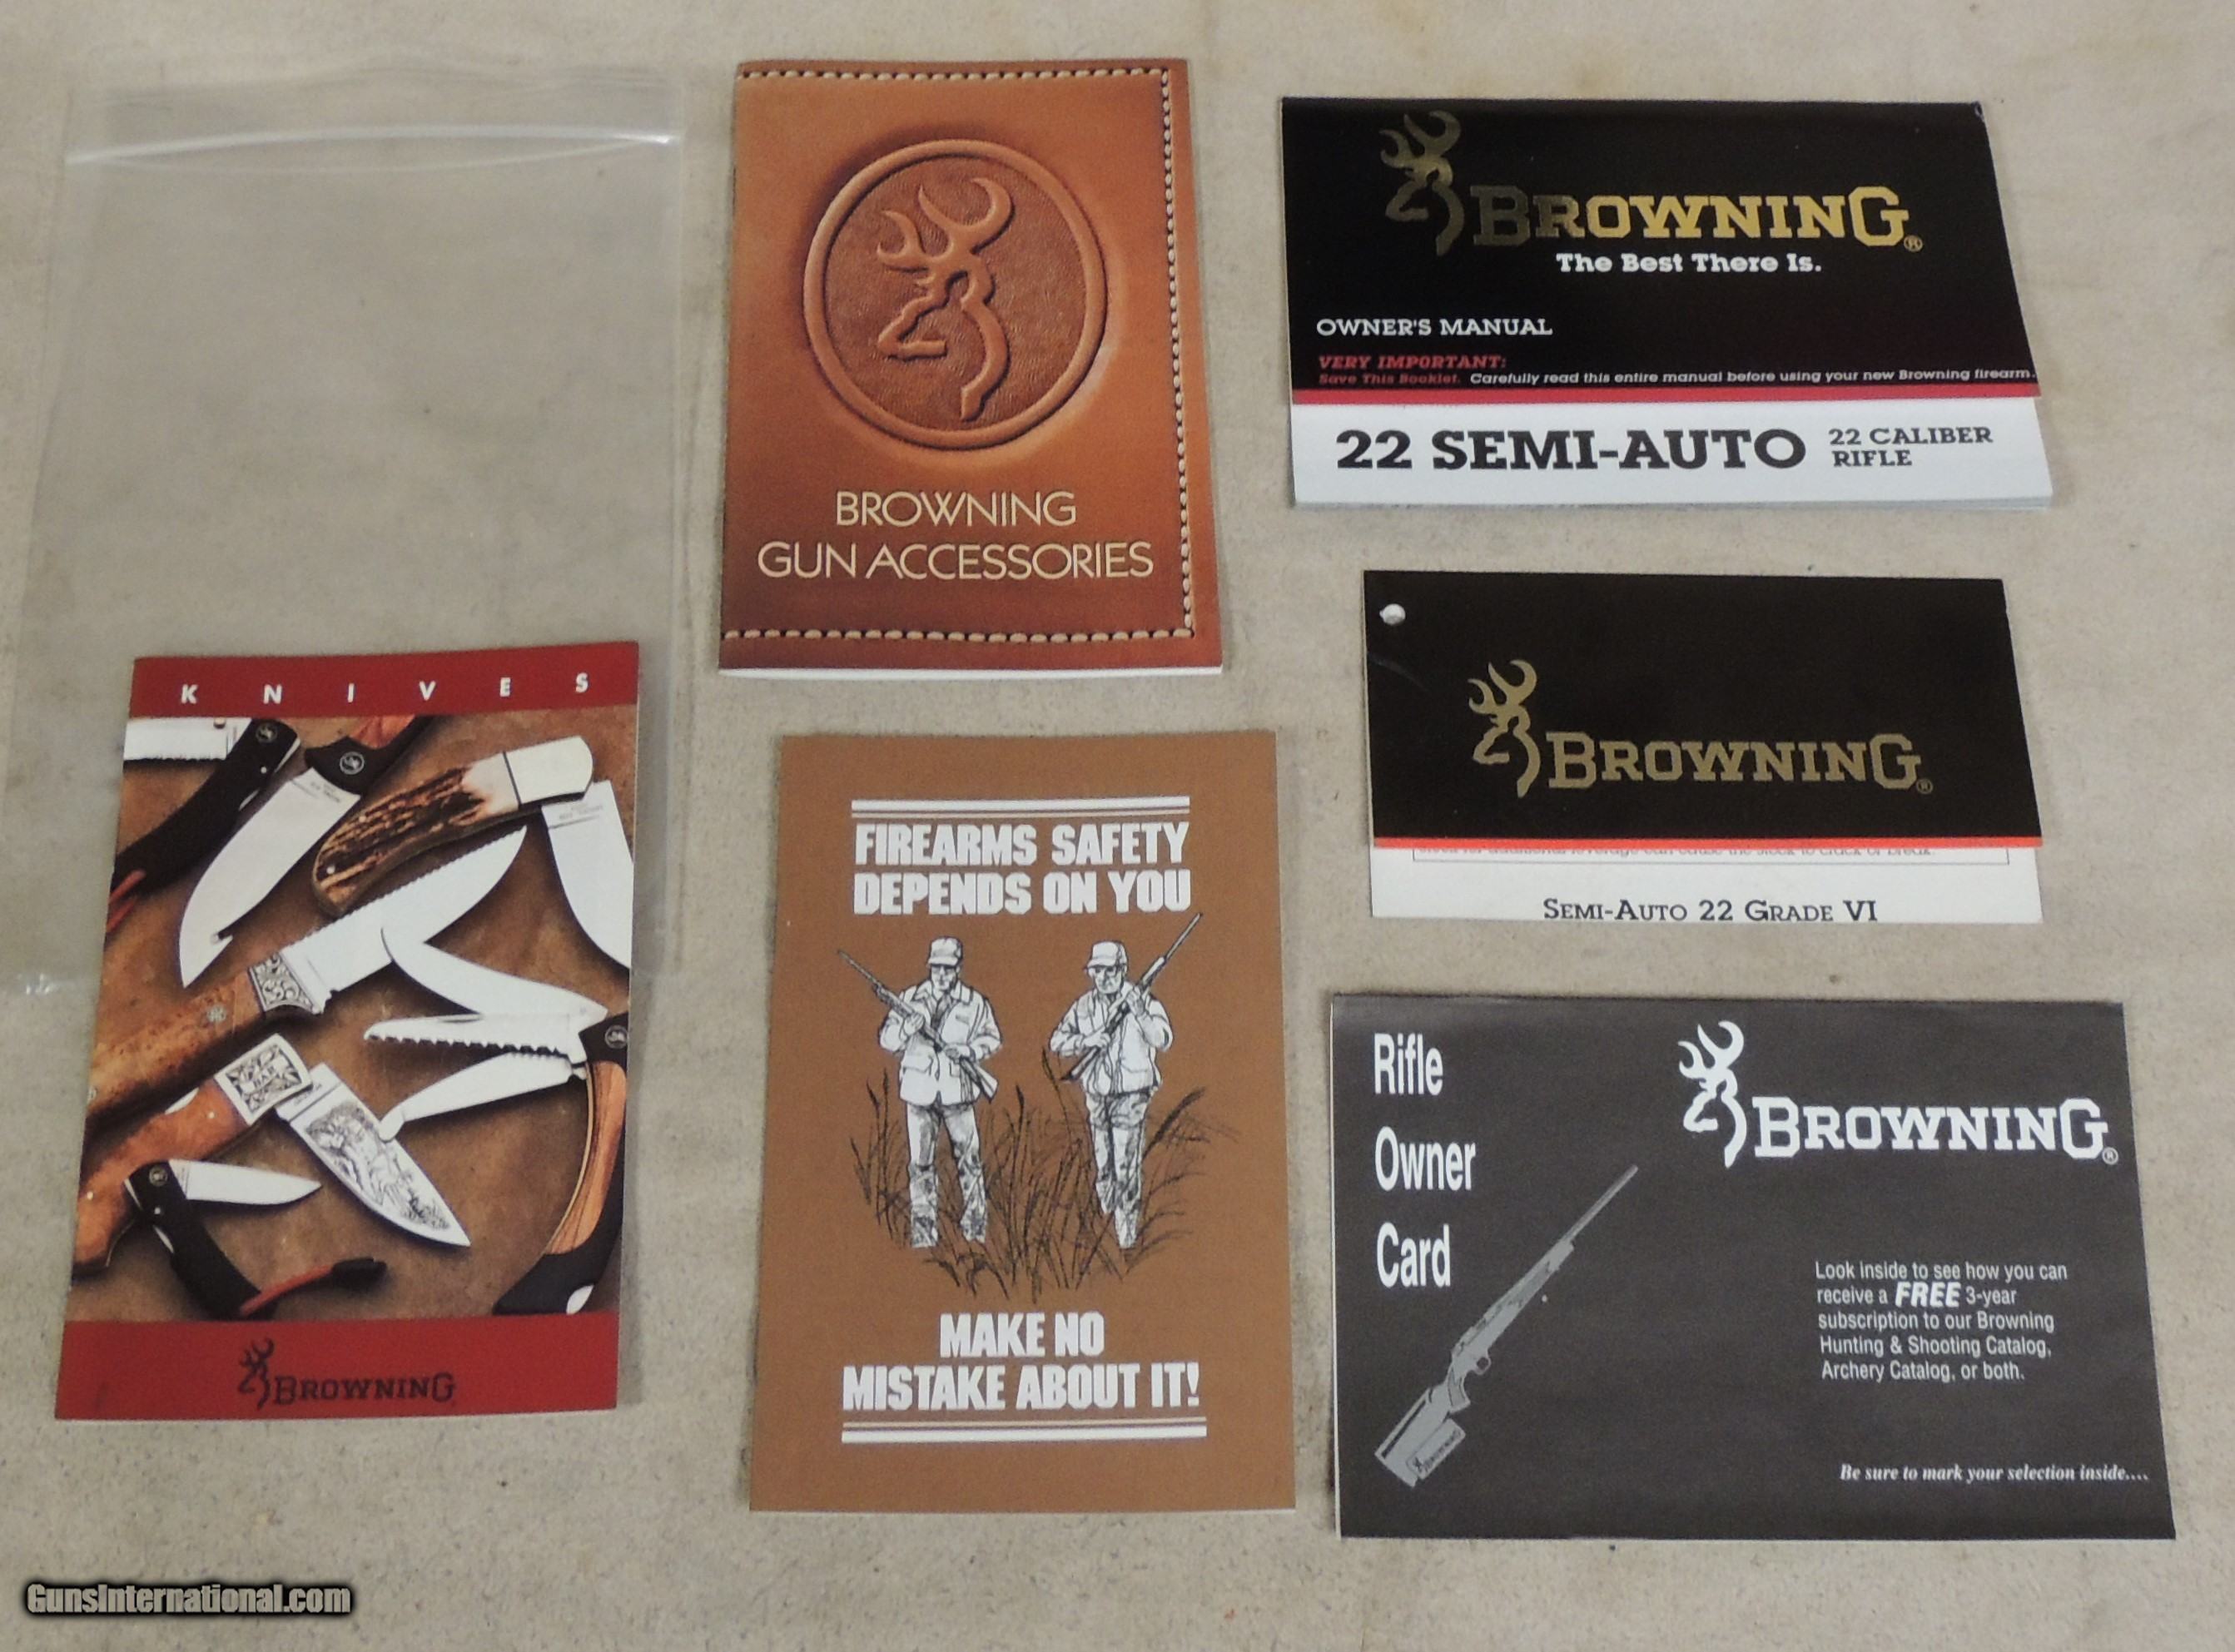 BROWNING
GUN ACCESSORIES
BROWNING®
The Best There Is.
OWNER'S MANUAL
VERY IMPORTANT:
Save This Booklet. Carefully read this entire manual before using your new Browning firearm.
22 SEMI-AUTO 22 CALIBER
RIFLE
KNIVES
BAR
BROWNING
FIREARMS SAFETY
DEPENDS ON YOU
MAKE NO
MISTAKE ABOUT IT!
BROWNING®
SEMI-AUTO 22 GRADE VI
Rifle
Owner
Card
BROWNING®
Look inside to see how you can
receive a FREE 3-year
subscription to our Browning
Hunting & Shooting Catalog,
Archery Catalog, or both.
BROWNING
Be sure to mark your selection inside....
GunsInternational.com